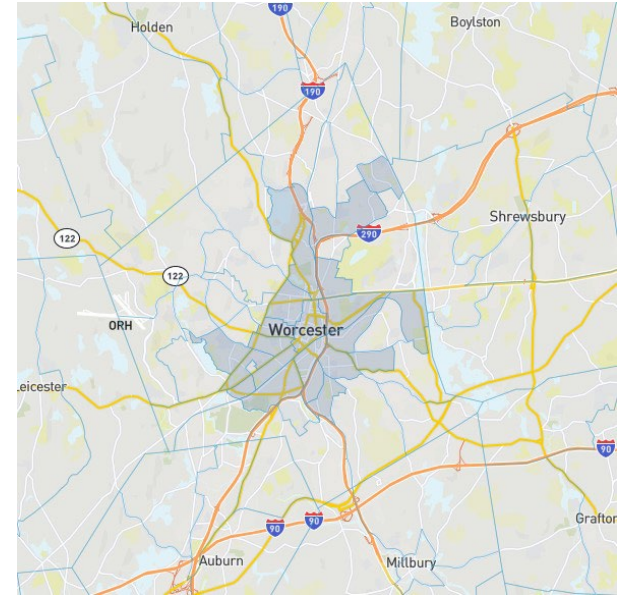 190
Holden
Boylston
190
Shrewsbury
290
122
122
ORH
Worcester
Leicester
90
Grafton
90
90
Auburn
Millbury